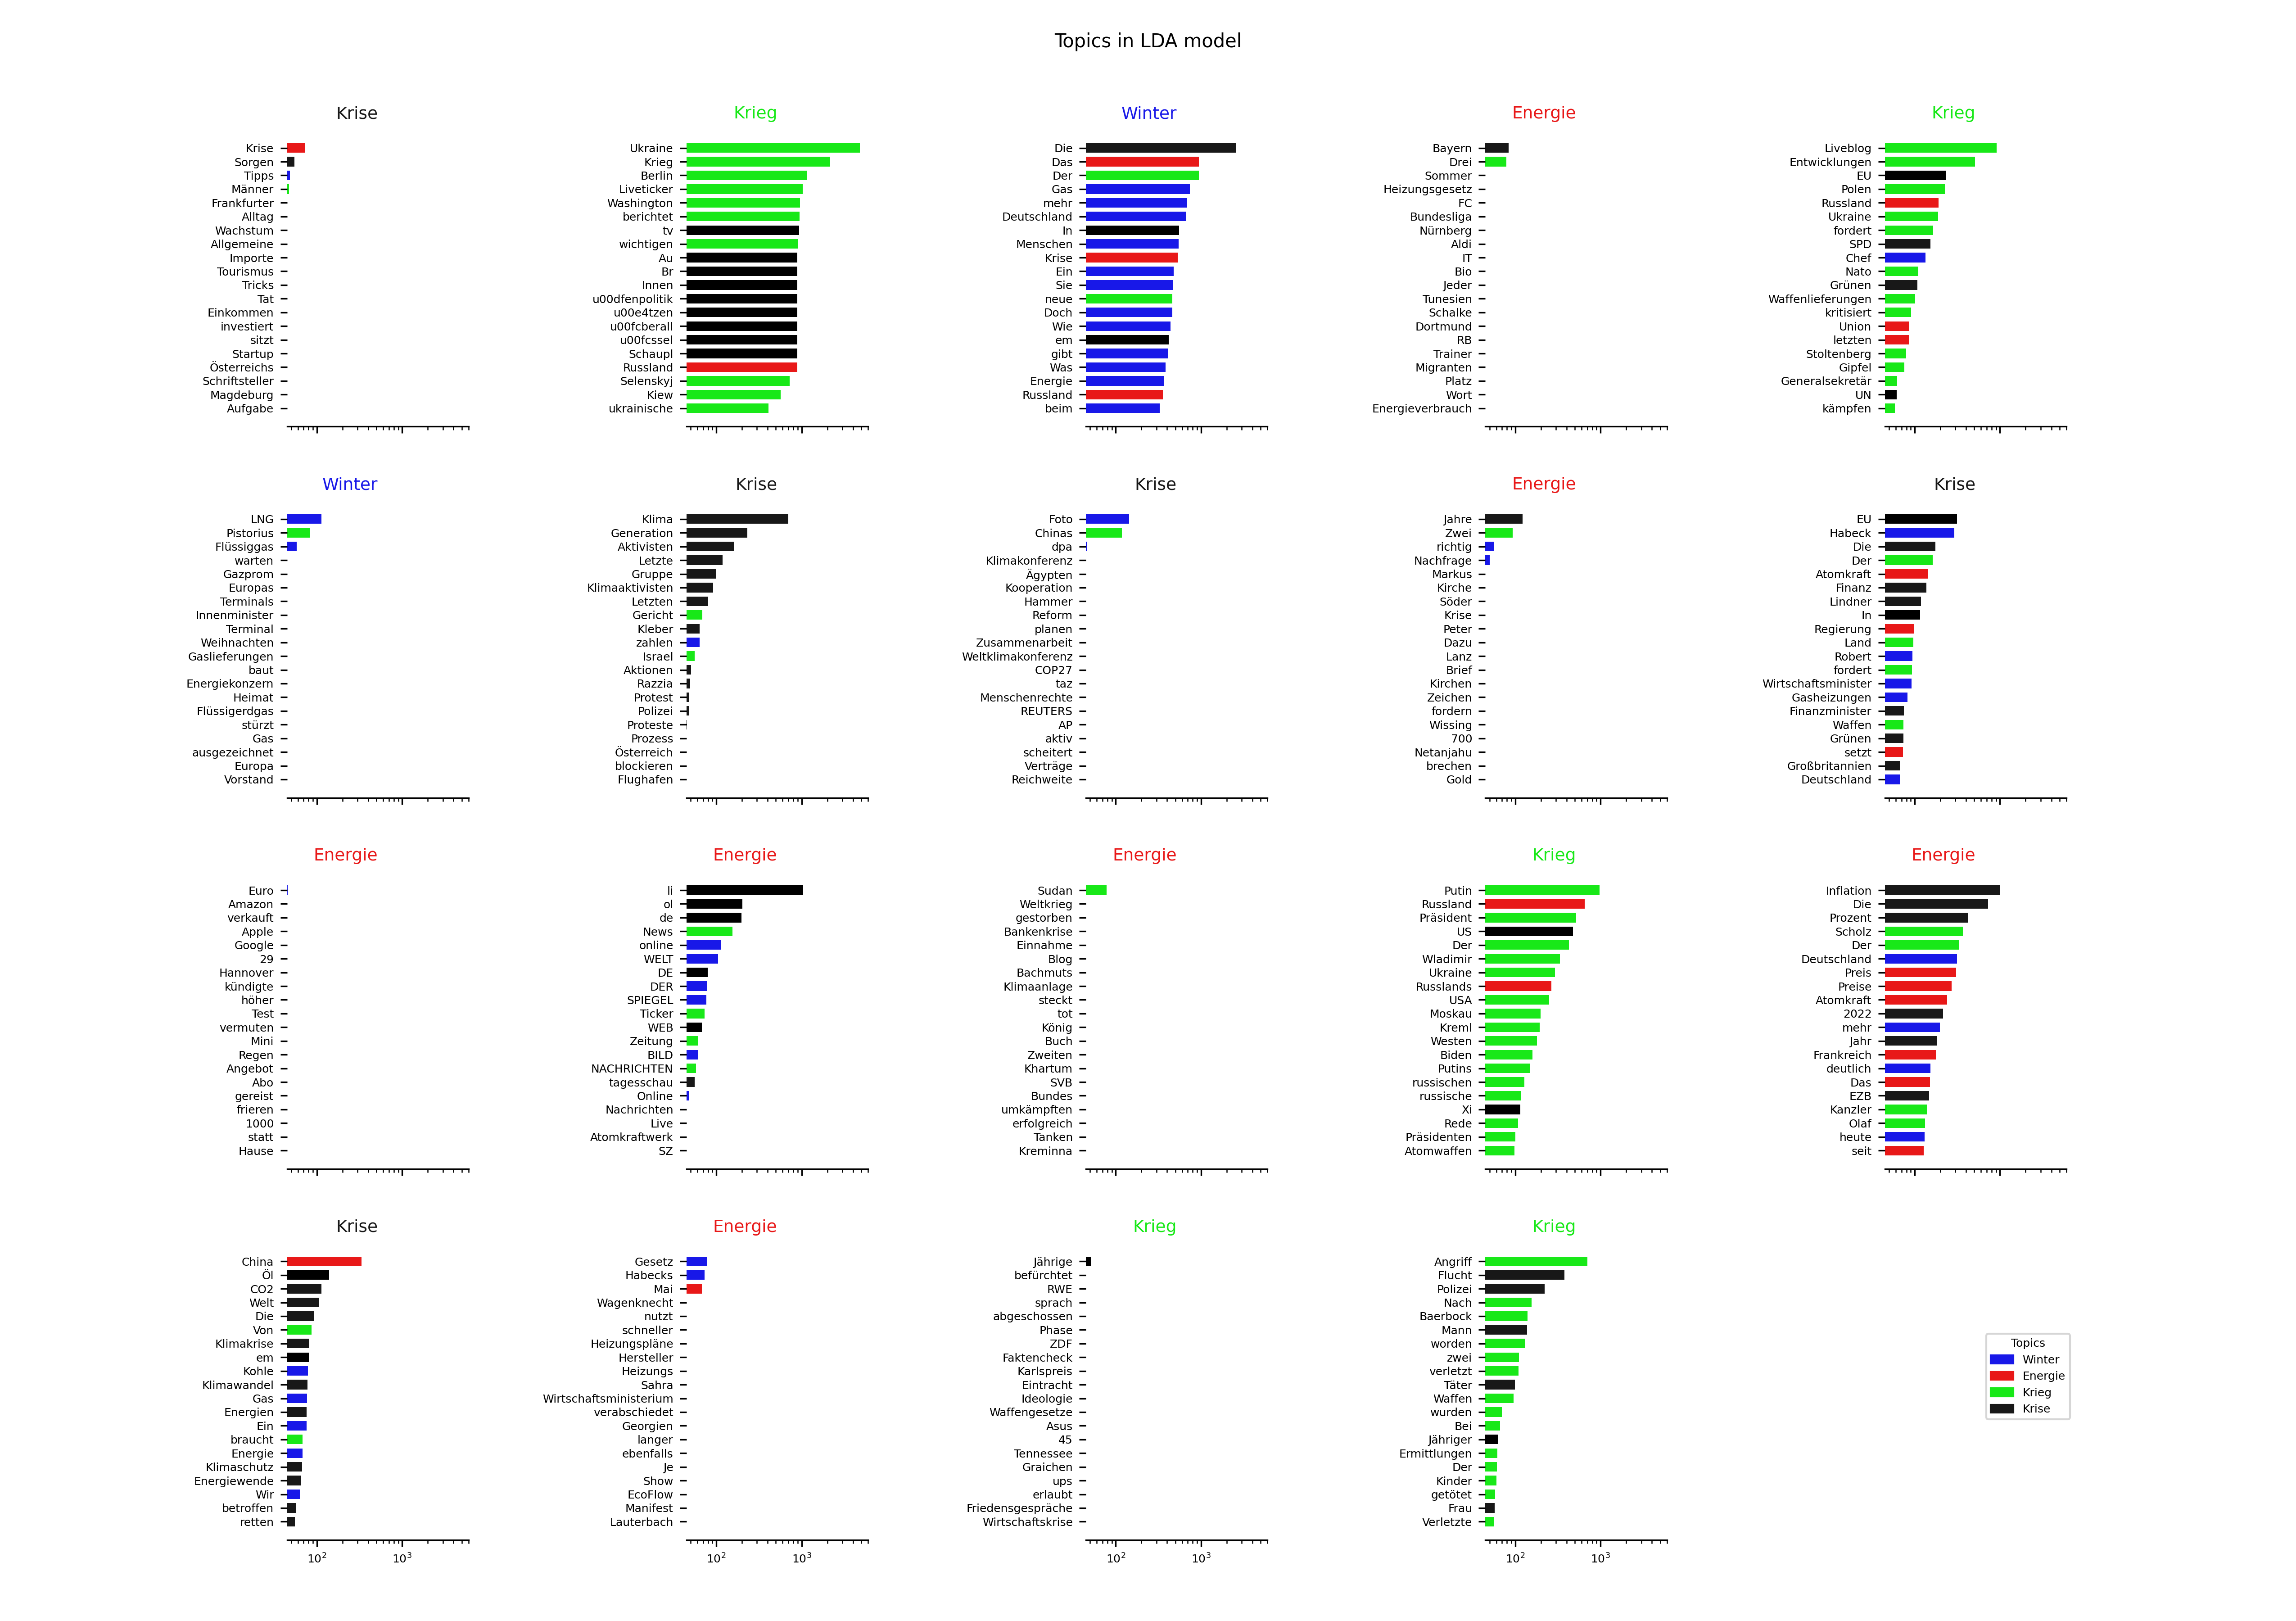 Topics in LDA model
Krise
Krise
Sorgen
Tipps
Männer
Frankfurter
Alltag
Wachstum
Allgemeine
Importe
Tourismus
Tricks
Tat
Einkommen
investiert
sitzt
Startup
Österreichs
Schriftsteller
Magdeburg
Aufgabe
Krieg
Ukraine
Krieg
Berlin
Liveticker
Washington
berichtet
tv
wichtigen
Au
Br
Innen
u00dfenpolitik
u00e4tzen
u00fcberall
u00fcssel
Schaupl
Russland
Selenskyj
Kiew
ukrainische
Winter
Die
Das
Der
Gas
mehr
Deutschland
In
Menschen
Krise
Ein
Sie
neue
Doch
Wie
em
gibt
Was
Energie
Russland
beim
Energie
Bayern
Drei
Sommer
Heizungsgesetz
FC
Bundesliga
Nürnberg
Aldi
IT
Bio
Jeder
Tunesien
Schalke
Dortmund
RB
Trainer
Migranten
Platz
Wort
Energieverbrauch
Krieg
Liveblog
Entwicklungen
EU
Polen
Russland
Ukraine
fordert
SPD
Chef
Nato
Grünen
Waffenlieferungen
kritisiert
Union
letzten
Stoltenberg
Gipfel
Generalsekretär
UN
kämpfen
Winter
LNG
Pistorius
Flüssiggas
warten
Gazprom
Europas
Terminals
Innenminister
Terminal
Weihnachten
Gaslieferungen
baut
Energiekonzern
Heimat
Flüssigerdgas
stürzt
Gas
ausgezeichnet
Europa
Vorstand
Krise
Klima
Generation
Aktivisten
Letzte
Gruppe
Klimaaktivisten
Letzten
Gericht
Kleber
zahlen
Israel
Aktionen
Razzia
Protest
Polizei
Proteste
Prozess
Österreich
blockieren
Flughafen
Krise
Foto
Chinas
dpa
Klimakonferenz
Ägypten
Kooperation
Hammer
Reform
planen
Zusammenarbeit
Weltklimakonferenz
COP27
taz
Menschenrechte
REUTERS
AP
aktiv
scheitert
Verträge
Reichweite
Energie
Jahre
Zwei
richtig
Nachfrage
Markus
Kirche
Söder
Krise
Peter
Dazu
Lanz
Brief
Kirchen
Zeichen
fordern
Wissing
700
Netanjahu
brechen
Gold
Krise
EU
Habeck
Die
Der
Atomkraft
Finanz
Lindner
In
Regierung
Land
Robert
fordert
Wirtschaftsminister
Gasheizungen
Finanzminister
Waffen
Grünen
setzt
Großbritannien
Deutschland
Energie
Euro
Amazon
verkauft
Apple
Google
29
Hannover
kündigte
höher
Test
vermuten
Mini
Regen
Angebot
Abo
gereist
frieren
1000
statt
Hause
Energie
li
ol
de
News
online
WELT
DE
DER
SPIEGEL
Ticker
WEB
Zeitung
BILD
NACHRICHTEN
tagesschau
Online
Nachrichten
Live
Atomkraftwerk
SZ
Energie
Sudan
Weltkrieg
gestorben
Bankenkrise
Einnahme
Blog
Bachmuts
Klimaanlage
steckt
tot
König
Buch
Zweiten
Khartum
SVB
Bundes
umkämpften
erfolgreich
Tanken
Kreminna
Krieg
Putin
Russland
Präsident
US
Der
Wladimir
Ukraine
Russlands
USA
Moskau
Kreml
Westen
Biden
Putins
russischen
russische
Xi
Rede
Präsidenten
Atomwaffen
Energie
Inflation
Die
Prozent
Scholz
Der
Deutschland
Preis
Preise
Atomkraft
2022
mehr
Jahr
Frankreich
deutlich
Das
EZB
Kanzler
Olaf
heute
seit
Krise
China
Öl
CO2
Welt
Die
Von
Klimakrise
em
Kohle
Klimawandel
Gas
Energien
Ein
braucht
Energie
Klimaschutz
Energiewende
Wir
betroffen
retten
10² 10³
Energie
Gesetz
Habecks
Mai
Wagenknecht
nutzt
schneller
Heizungspläne
Hersteller
Heizungs
Sahra
Wirtschaftsministerium
verabschiedet
Georgien
langer
ebenfalls
Je
Show
EcoFlow
Manifest
Lauterbach
10² 10³
Krieg
Jährige
befürchtet
RWE
sprach
abgeschossen
Phase
ZDF
Faktencheck
Karlspreis
Eintracht
Ideologie
Waffengesetze
Asus
45
Tennessee
Graichen
ups
erlaubt
Friedensgespräche
Wirtschaftskrise
10² 10³
Krieg
Angriff
Flucht
Polizei
Nach
Baerbock
Mann
worden
zwei
verletzt
Täter
Waffen
wurden
Bei
Jähriger
Ermittlungen
Der
Kinder
getötet
Frau
Verletzte
10² 10³
Topics
Winter
Energie
Krieg
Krise